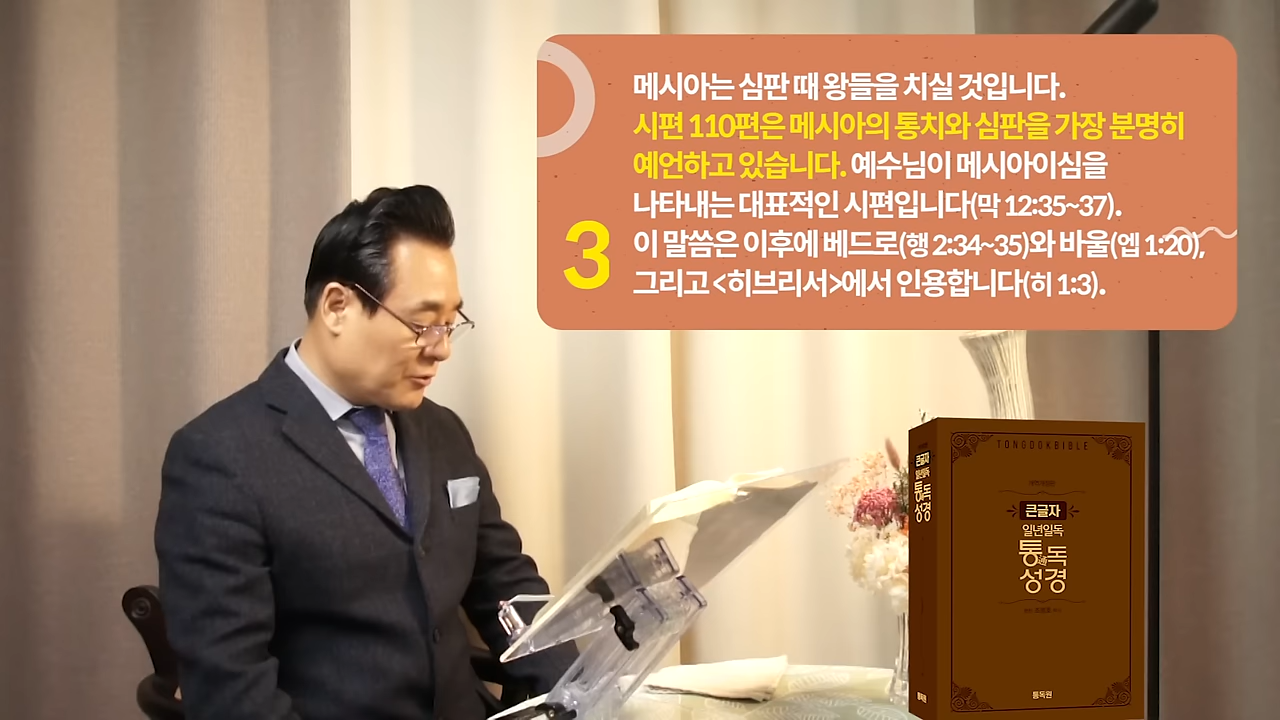 메시아는 심판 때 왕들을 치실 것입니다.
시편 110편은 메시아의 통치와 심판을 가장 분명히
예언하고 있습니다. 예수님이 메시아이심을
나타내는 대표적인 시편입니다(막 12:35~37).
3
이 말씀은 이후에 베드로(행 2:34~35)와 바울(엡 1:20),
그리고 <히브리서>에서 인용합니다(히 1:3).
TONGDOKBIBLE
큰글자
일년일독
통독
성경
통독원
큰글자
일년일독
통독
성경
통독원